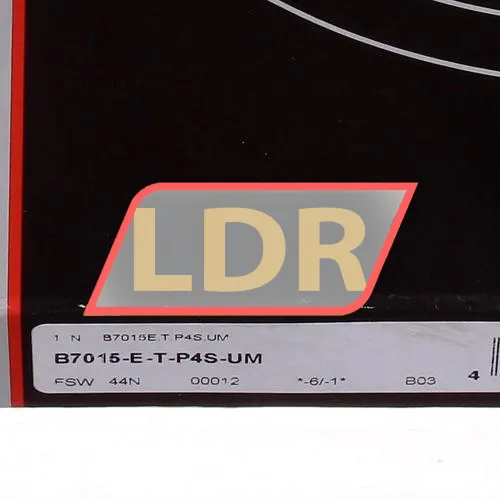 LDR
1 N B7015E.T.P4S.UM
B7015-E-T-P4S-UM
FSW 44N 00012 *-6/-1* B03 4